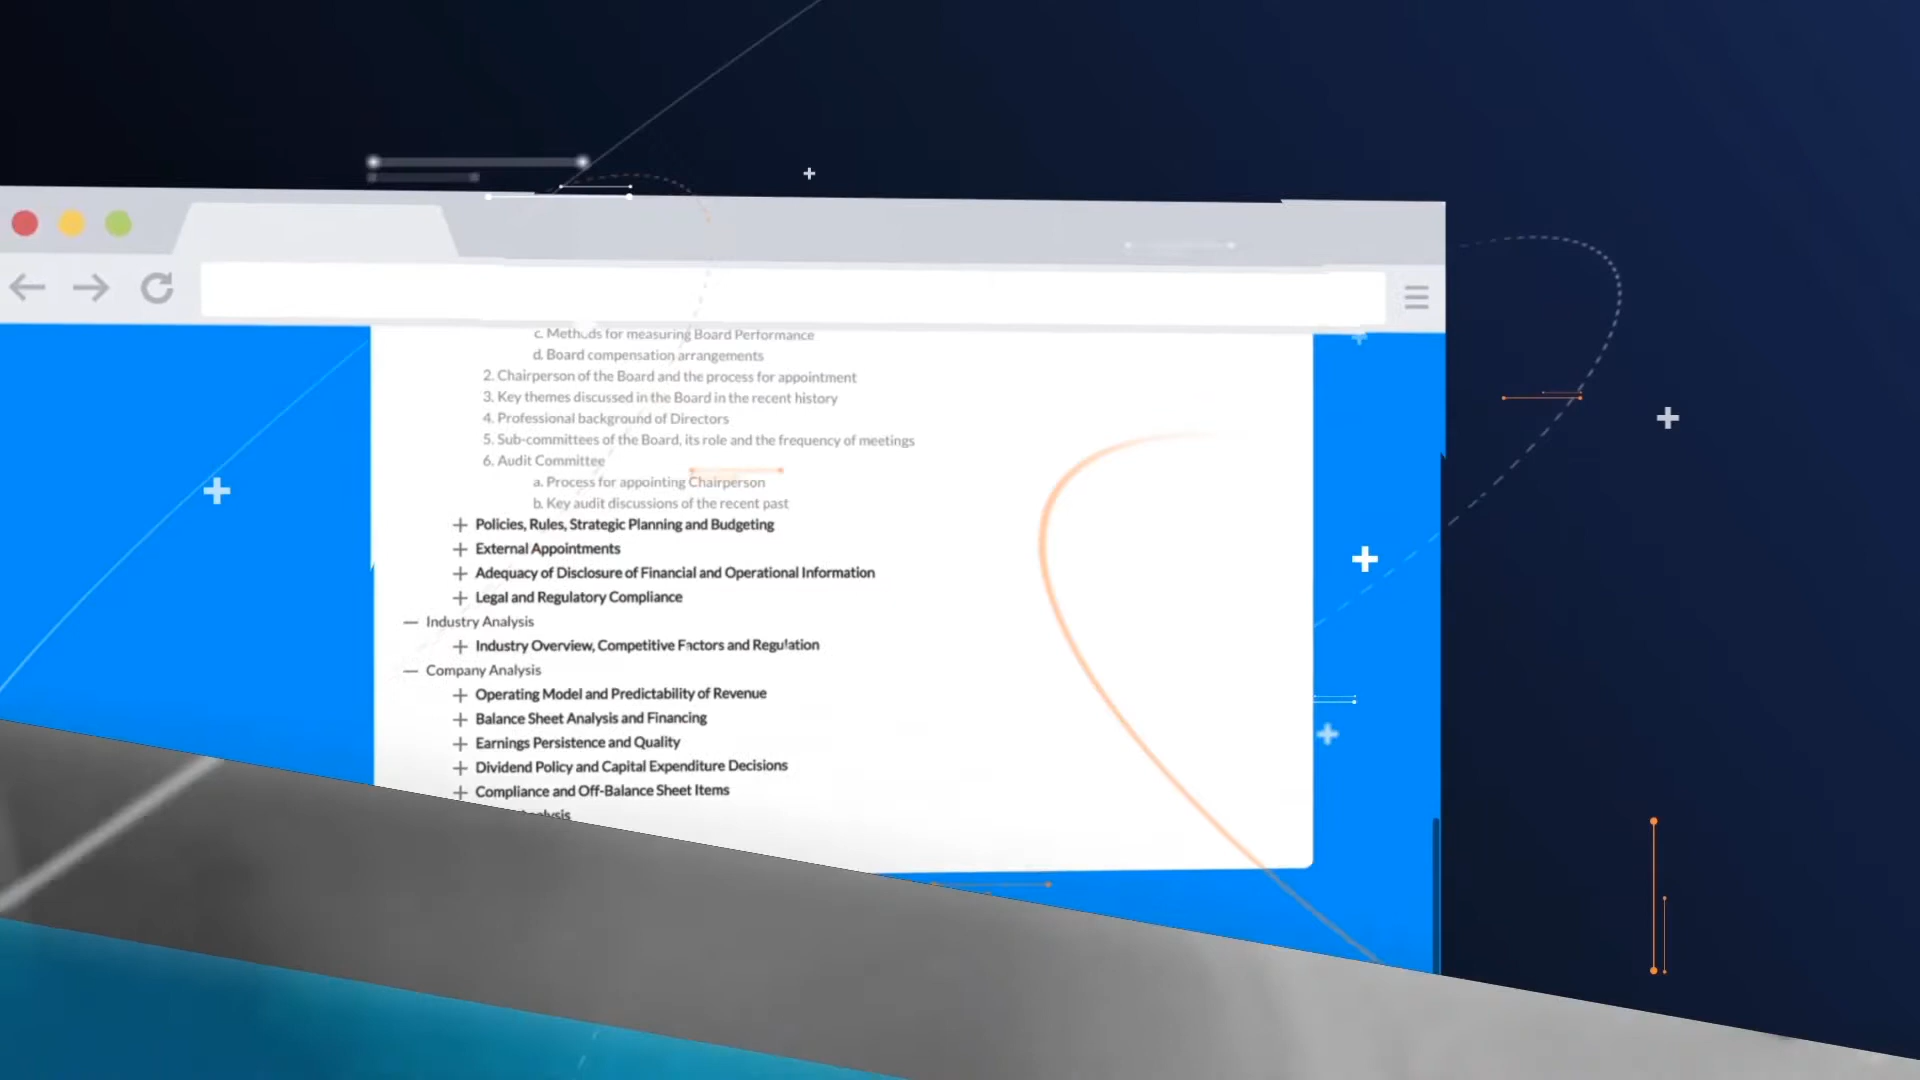 c. Methods for measuring Board Performance
d. Board compensation arrangements
2. Chairperson of the Board and the process for appointment
3. Key themes discussed in the Board in the recent history
4. Professional background of Directors
5. Sub-committees of the Board, its role and the frequency of meetings
6. Audit Committee
a. Process for appointing Chairperson
b. Key audit discussions of the recent past
+ Policies, Rules, Strategic Planning and Budgeting
+ External Appointments
+ Adequacy of Disclosure of Financial and Operational Information
+ Legal and Regulatory Compliance
— Industry Analysis
+ Industry Overview, Competitive Factors and Regulation
— Company Analysis
+ Operating Model and Predictability of Revenue
+ Balance Sheet Analysis and Financing
+ Earnings Persistence and Quality
+ Dividend Policy and Capital Expenditure Decisions
+ Compliance and Off-Balance Sheet Items